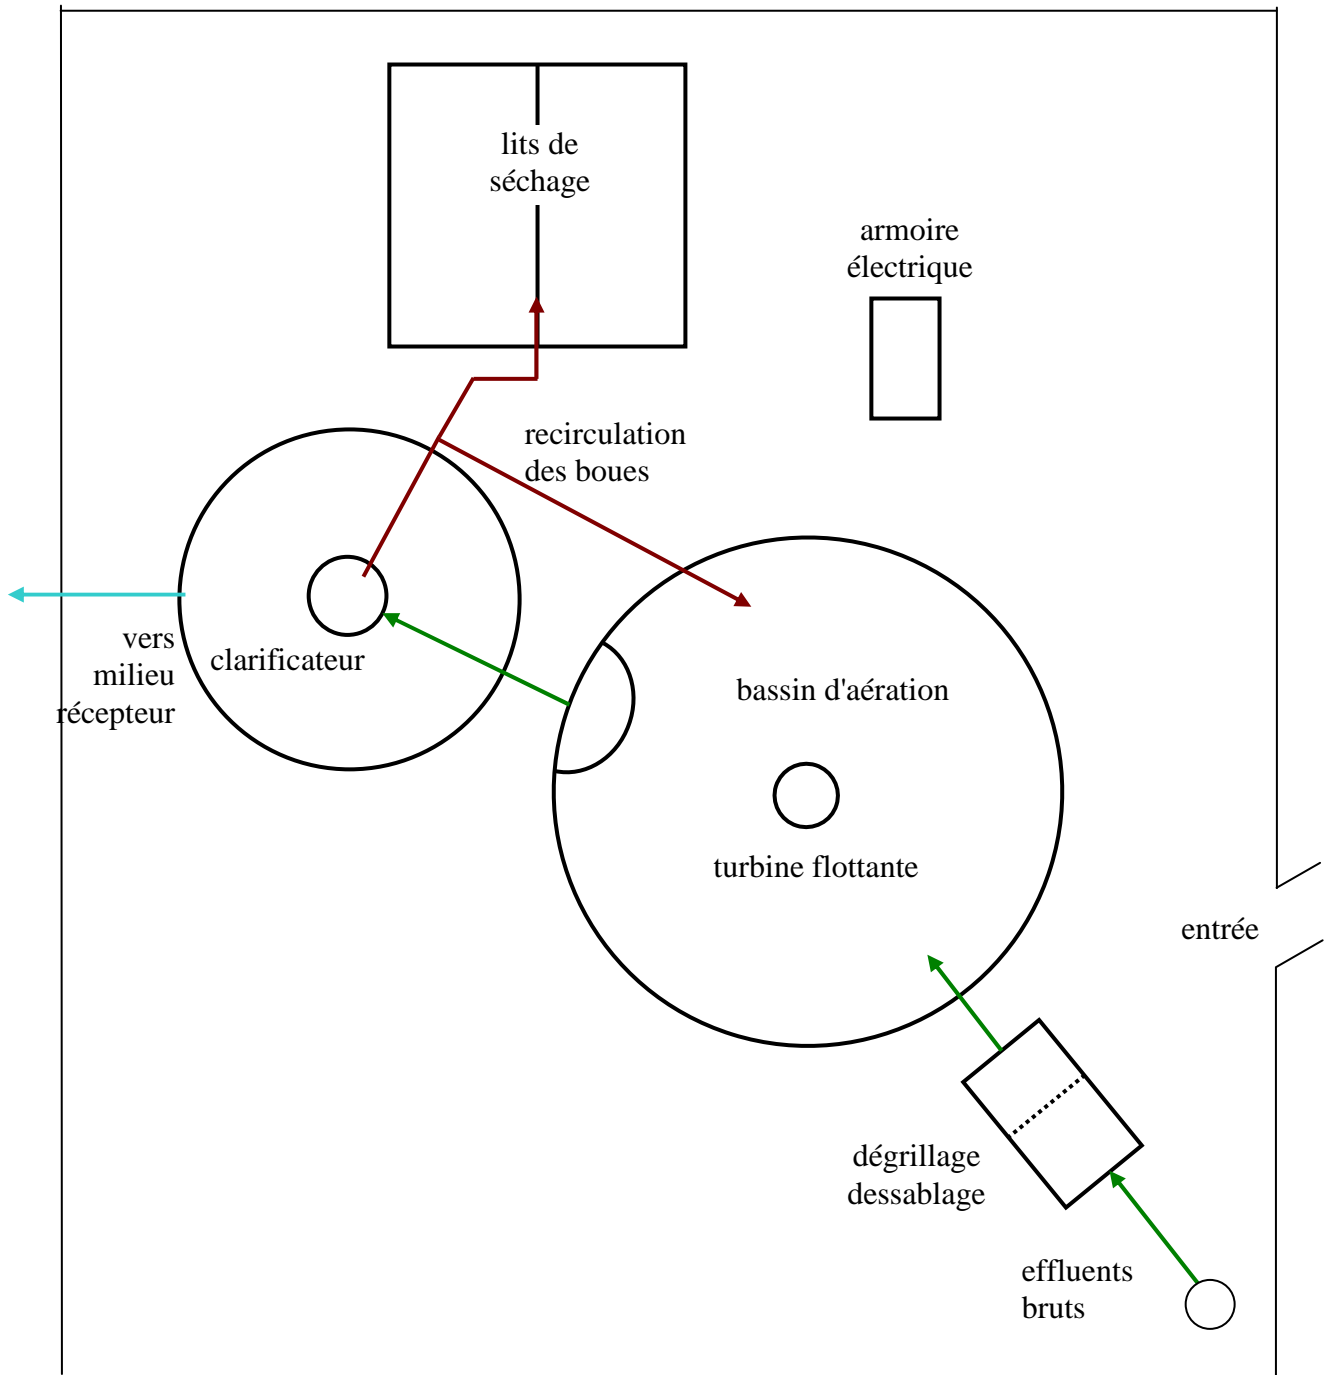 lits de
séchage
armoire
électrique
recirculation
des boues
vers
milieu
récepteur
clarificateur
bassin d'aération
turbine flottante
entrée
dégrillage
dessablage
effluents
bruts